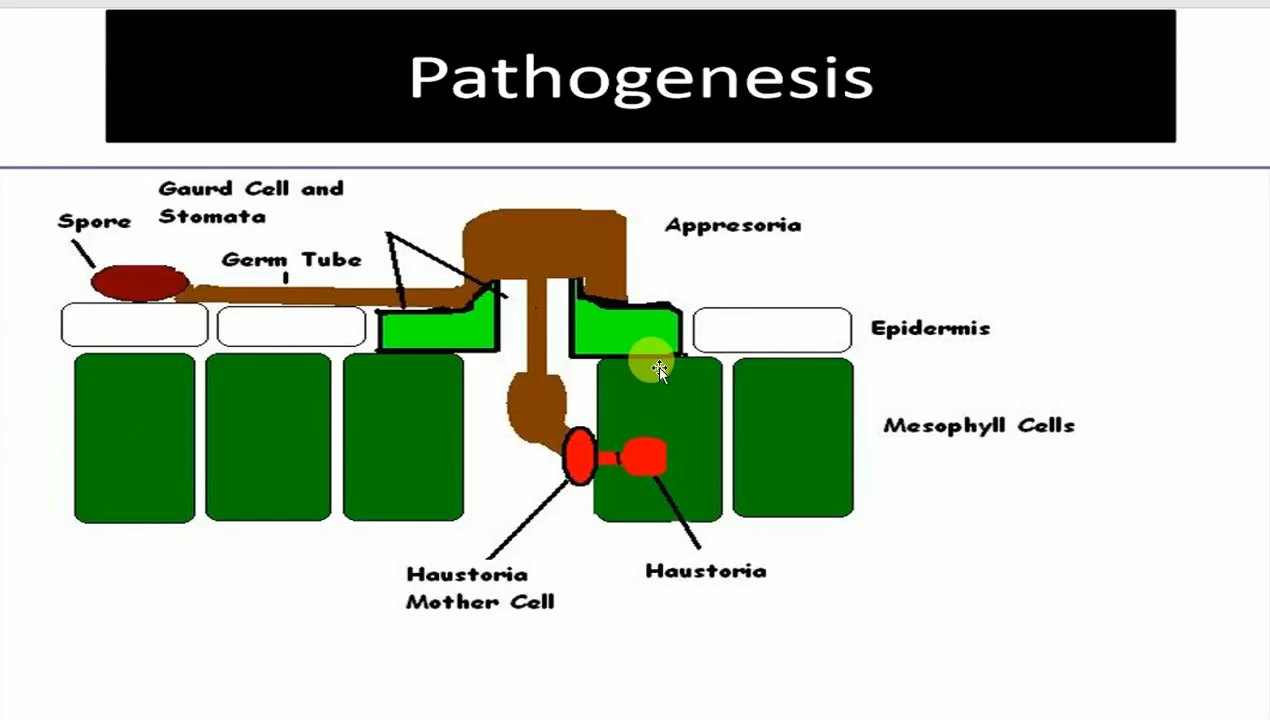 Pathogenesis
Gaurd Cell and
Stomata
Spore
Appresoria
Germ Tube
Epidermis
Mesophyll Cells
Haustoria
Mother Cell
Haustoria